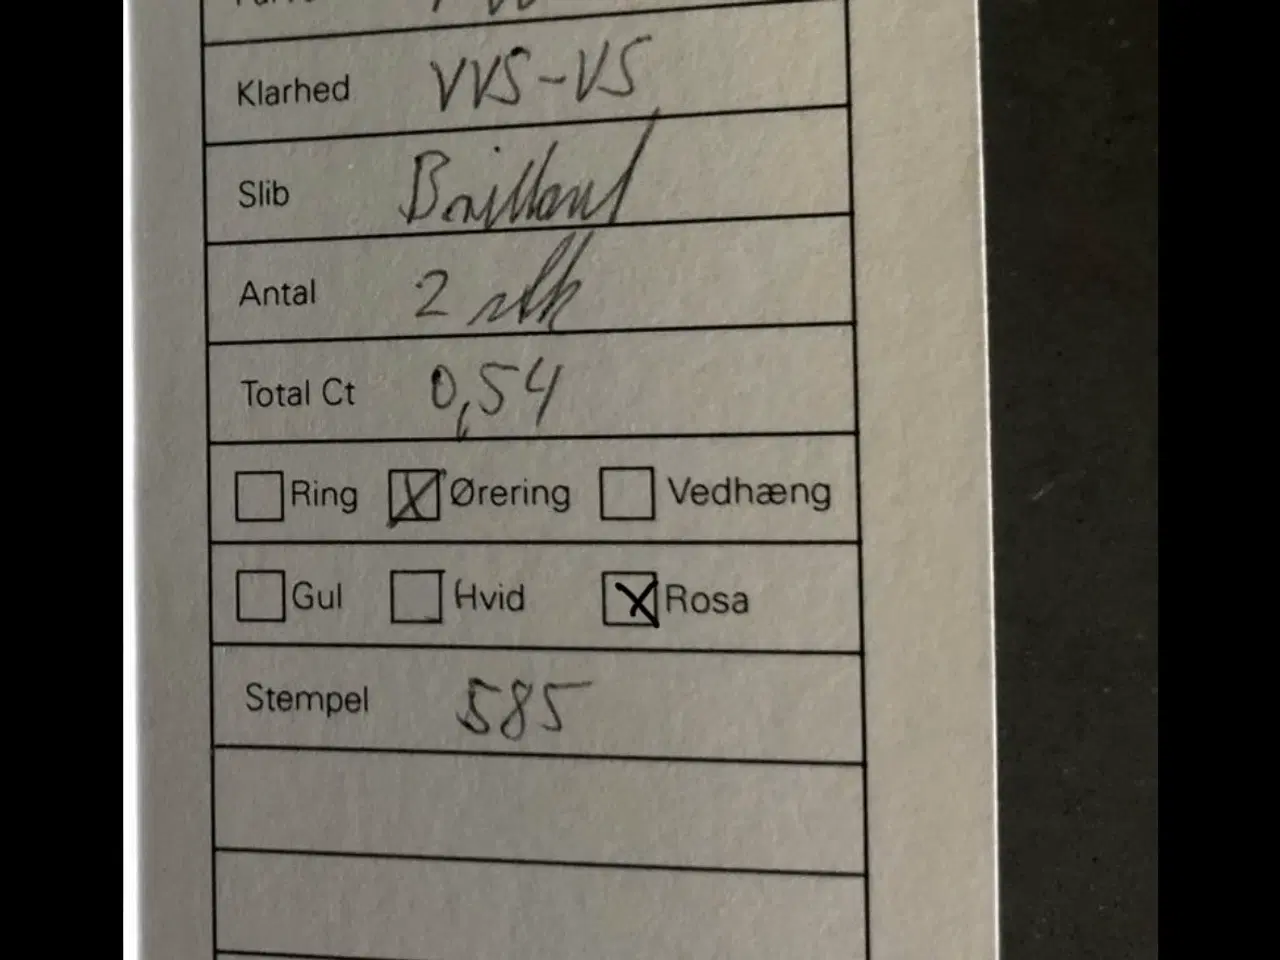 Klarhed VVS-VS
Slib Brillant
Antal 2 stk
Total Ct 0,54
Ring Ørering Vedhæng
Gul Hvid Rosa
Stempel 585